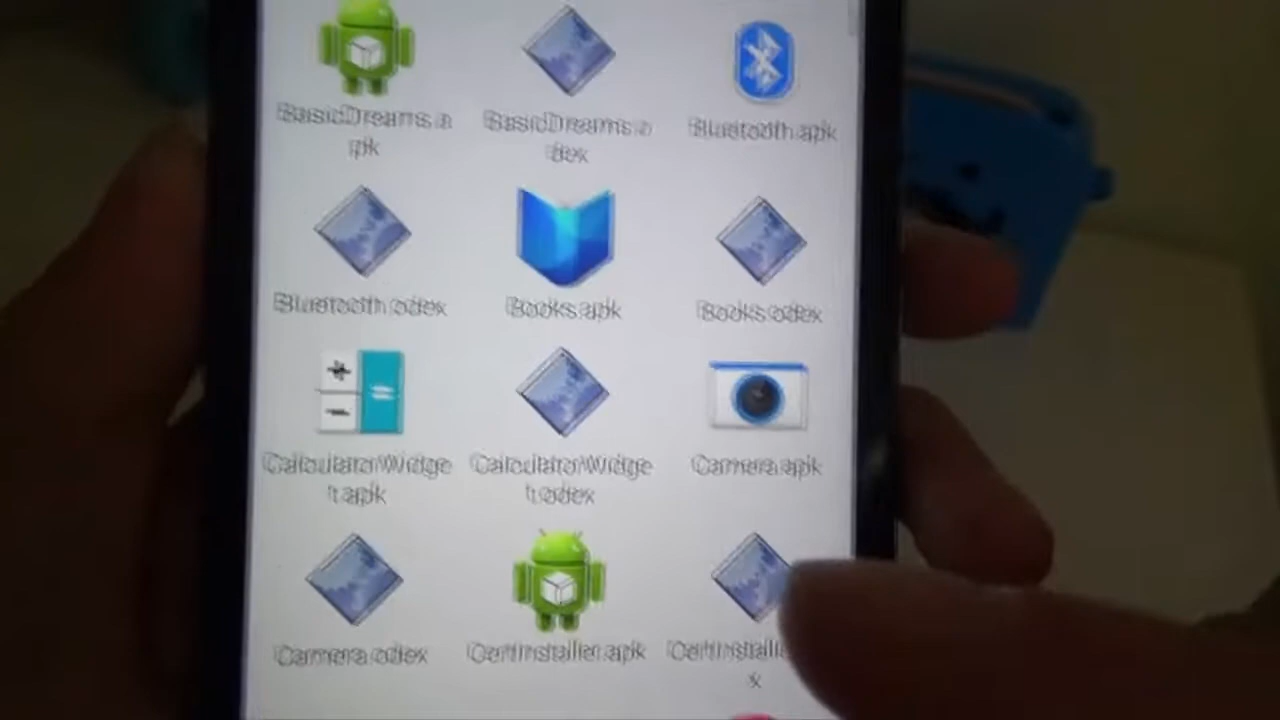 BasicDreams.a
pk
BasicDreams.o
dex
Bluetooth.apk
Bluetooth.odex
Books.apk
Books.odex
CalculatorWidge
t.apk
CalculatorWidge
t.odex
Camera.apk
Camera.odex
CertInstaller.apk
CertInstalle
x